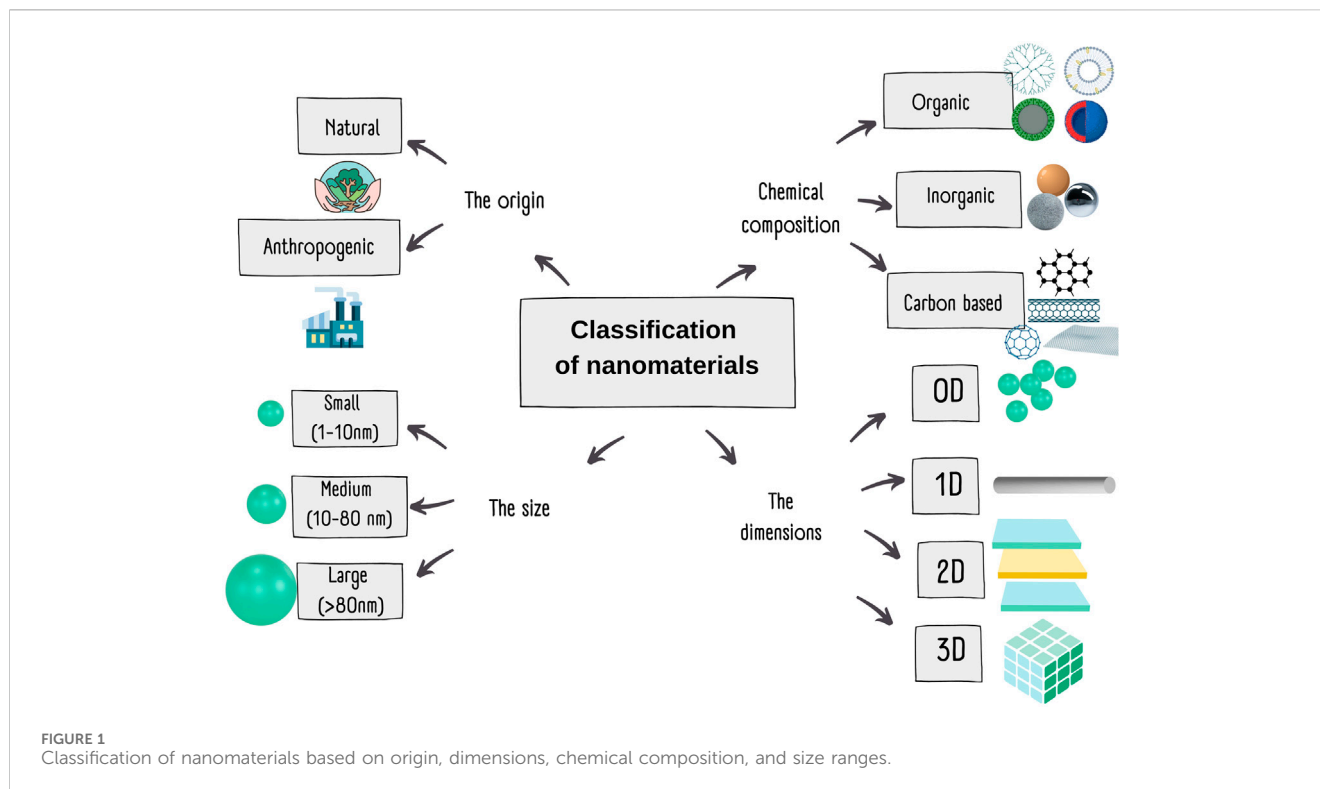 Natural
The origin
Anthropogenic
Chemical
composition
Organic
Inorganic
Carbon based
Classification
of nanomaterials
Small
(1-10nm)
Medium
(10-80 nm)
Large
(>80nm)
The size
The
dimensions
0D
1D
2D
3D
FIGURE 1
Classification of nanomaterials based on origin, dimensions, chemical composition, and size ranges.